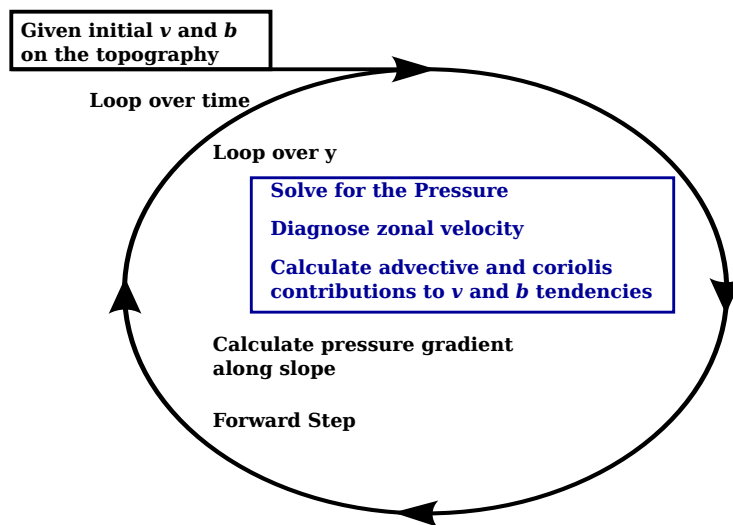 Given initial v and b
on the topography
Loop over time
Loop over y
Solve for the Pressure
Diagnose zonal velocity
Calculate advective and coriolis
contributions to v and b tendencies
Calculate pressure gradient
along slope
Forward Step